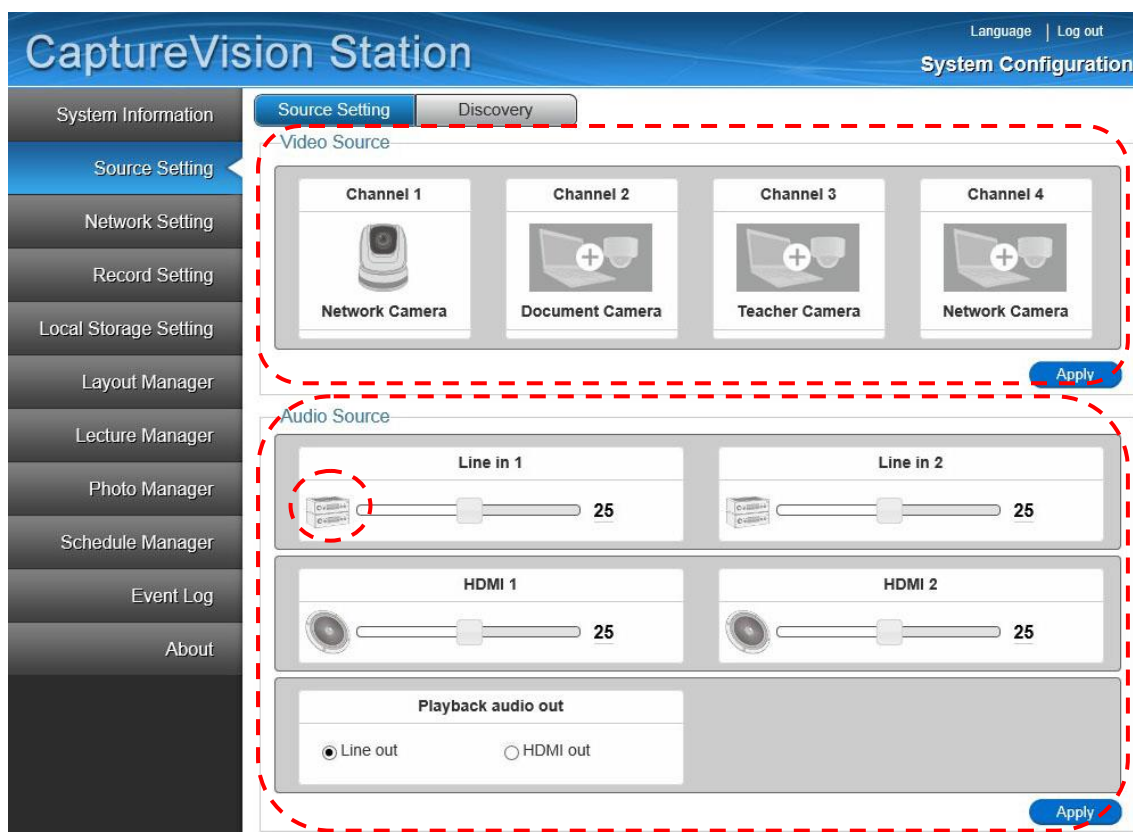 CaptureVision Station
Language | Log out
System Configuration
System Information
Source Setting
Network Setting
Record Setting
Local Storage Setting
Layout Manager
Lecture Manager
Photo Manager
Schedule Manager
Event Log
About
Source Setting Discovery
Video Source
Channel 1 Channel 2 Channel 3 Channel 4
Network Camera Document Camera Teacher Camera Network Camera
Apply
Audio Source
Line in 1 Line in 2
25 25
HDMI 1 HDMI 2
25 25
Playback audio out
Line out HDMI out
Apply